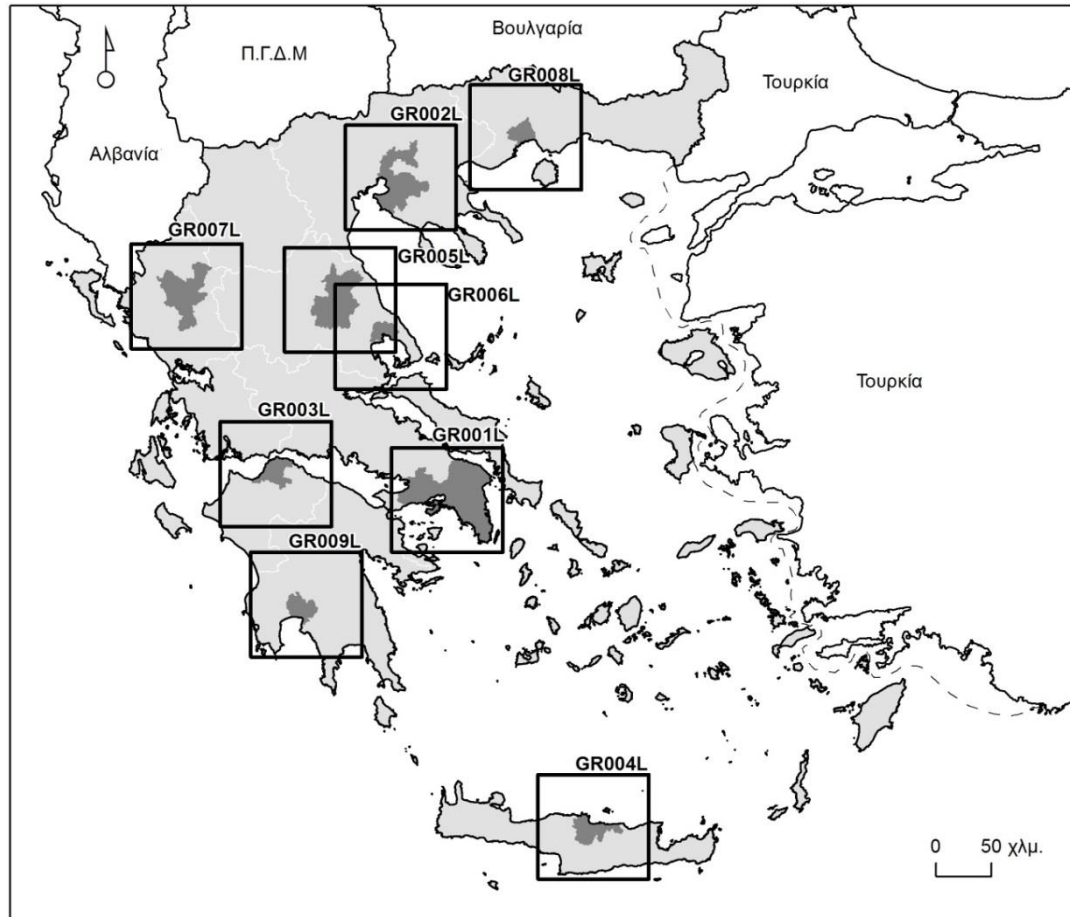 Βουλγαρία
Π.Γ.Δ.Μ
GR008L
Τουρκία
GR002L
Αλβανία
GR007L
GR005L
GR006L
Τουρκία
GR003L
GR001L
GR009L
GR004L
0 50 χλμ.